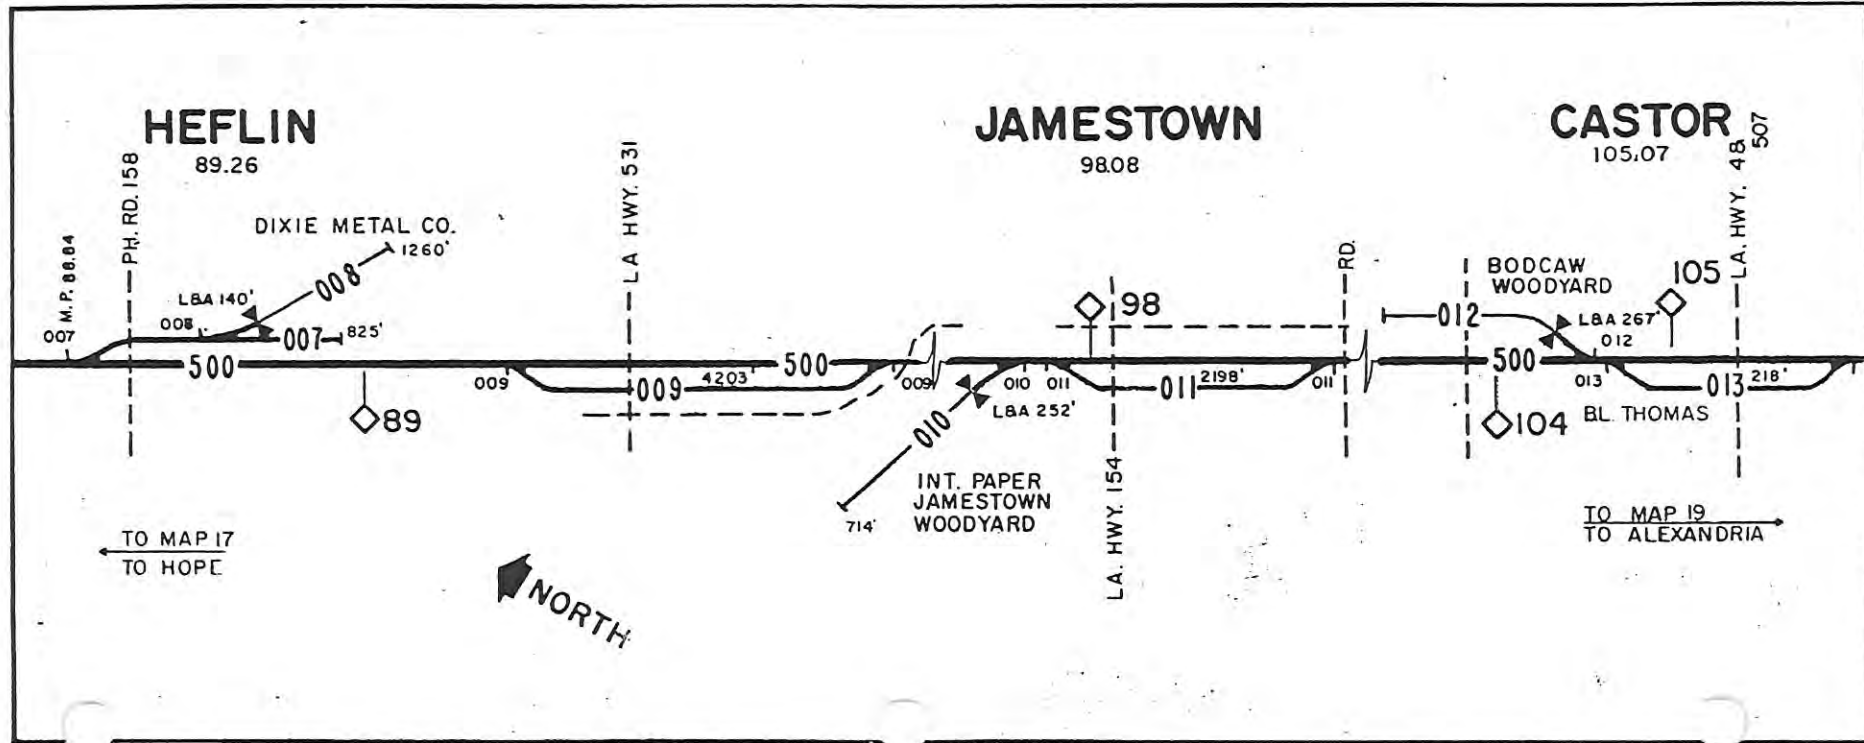 HEFLIN
89.26
JAMESTOWN
98.08
CASTOR
105.07
M.P. 88.84
PH. RD. 158
DIXIE METAL CO.
1260'
008
L&A 140'
007
008
007
825'
500
89
LA HWY. 531
009
009
4203
500
009
98
010
011
L&A 252'
010
714'
INT. PAPER
JAMESTOWN
WOODYARD
011
2198'
011
LA. HWY. 154
RD.
012
BODCAW
WOODYARD
L&A 267'
012
500
104
105
013
013
218'
BL. THOMAS
LA. HWY. 48
507
TO MAP 17
TO HOPE
NORTH
TO MAP 19
TO ALEXANDRIA